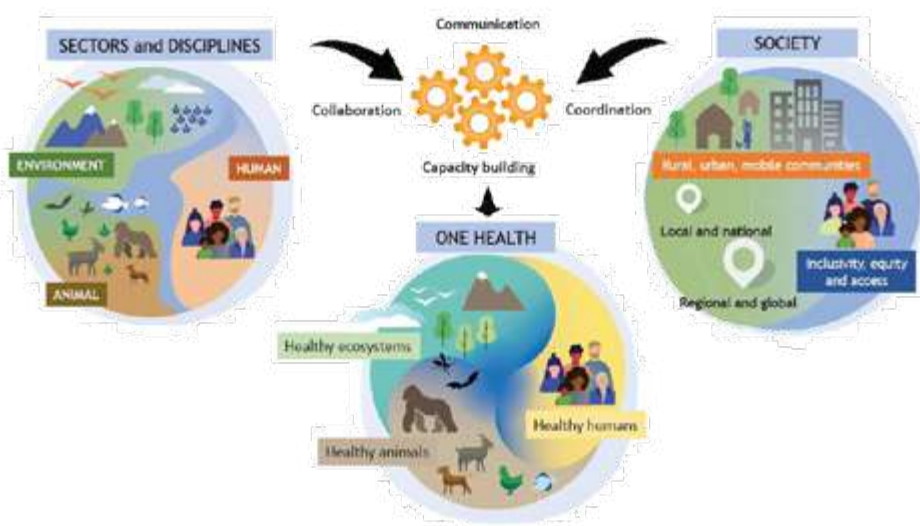 Communication
SECTORS and DISCIPLINES
SOCIETY
Collaboration
Coordination
ENVIRONMENT
HUMAN
Capacity building
Rural, urban, mobile communities
Local and national
ONE HEALTH
Inclusivity, equity
and access
ANIMAL
Regional and global
Healthy ecosystems
Healthy humans
Healthy animals